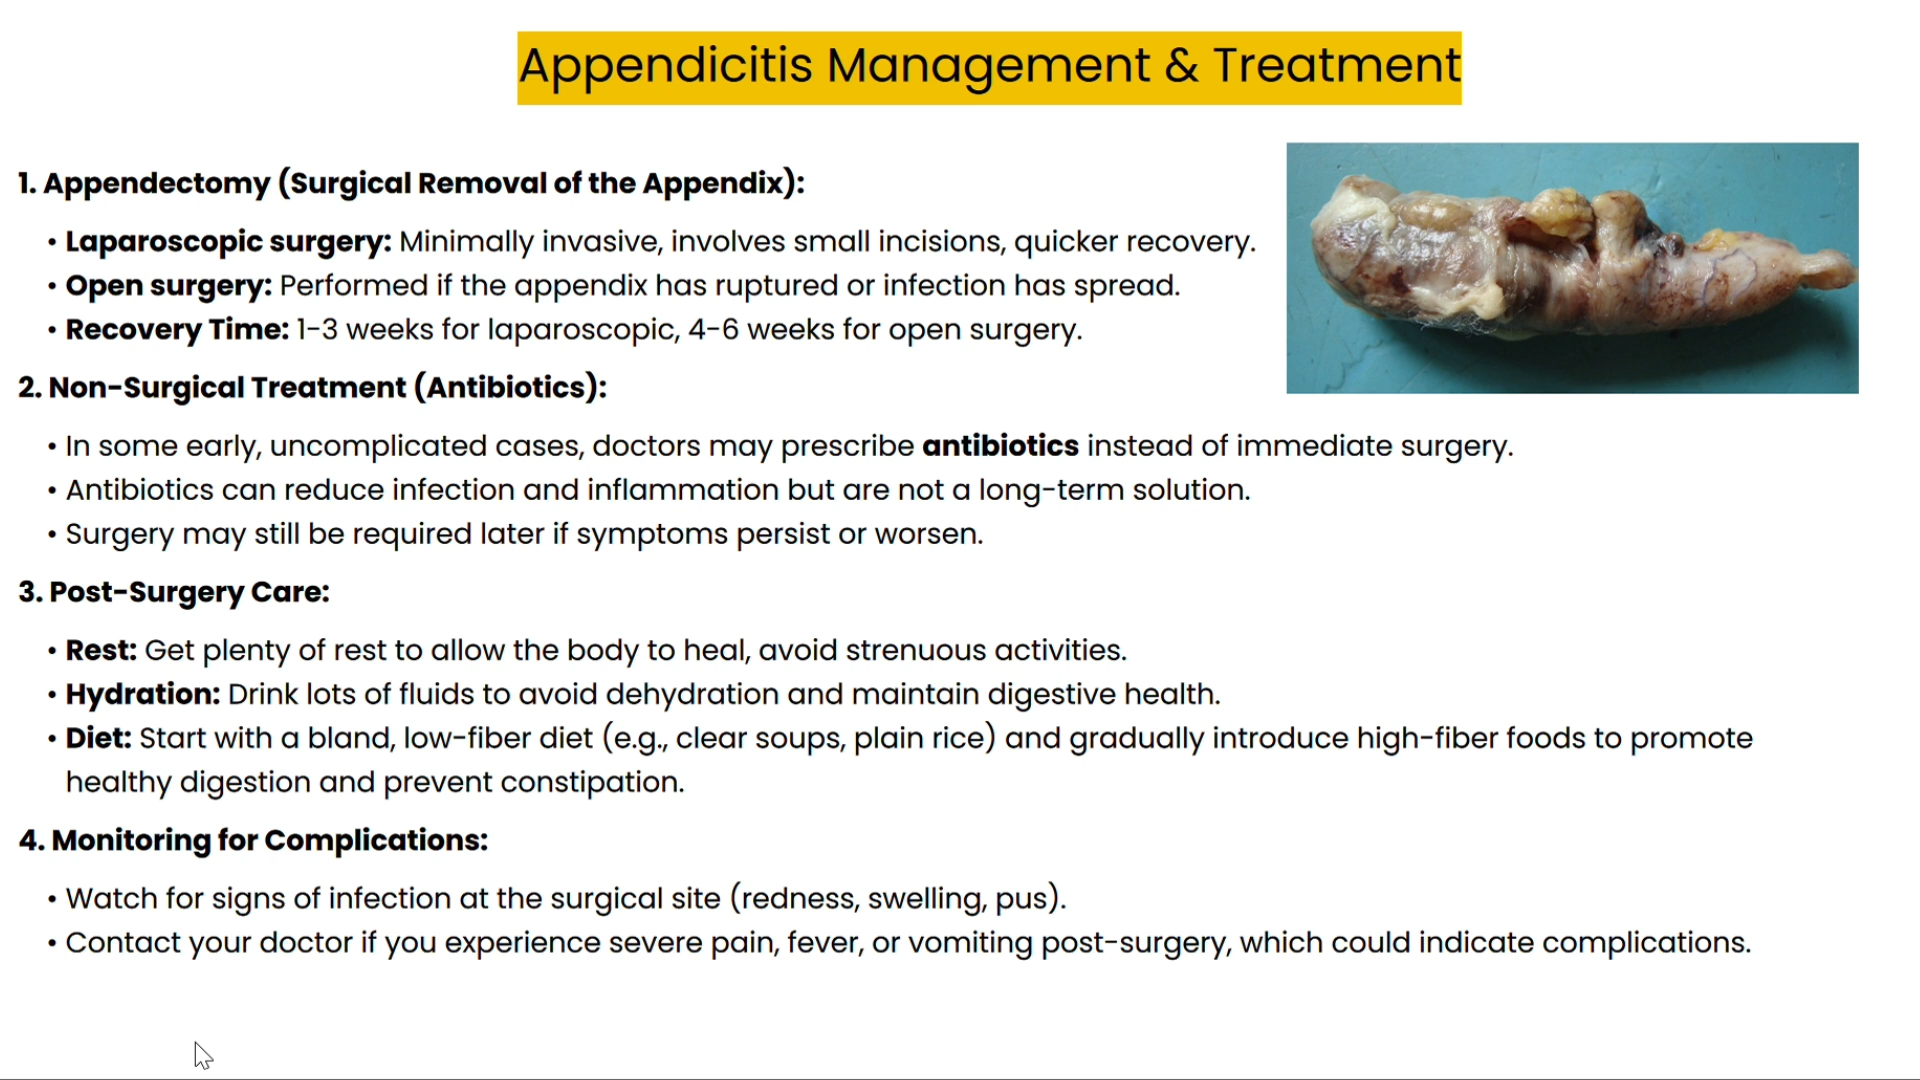 Appendicitis Management & Treatment
1. Appendectomy (Surgical Removal of the Appendix):
• Laparoscopic surgery: Minimally invasive, involves small incisions, quicker recovery.
• Open surgery: Performed if the appendix has ruptured or infection has spread.
• Recovery Time: 1-3 weeks for laparoscopic, 4-6 weeks for open surgery.
2. Non-Surgical Treatment (Antibiotics):
• In some early, uncomplicated cases, doctors may prescribe antibiotics instead of immediate surgery.
• Antibiotics can reduce infection and inflammation but are not a long-term solution.
• Surgery may still be required later if symptoms persist or worsen.
3. Post-Surgery Care:
• Rest: Get plenty of rest to allow the body to heal, avoid strenuous activities.
• Hydration: Drink lots of fluids to avoid dehydration and maintain digestive health.
• Diet: Start with a bland, low-fiber diet (e.g., clear soups, plain rice) and gradually introduce high-fiber foods to promote
healthy digestion and prevent constipation.
4. Monitoring for Complications:
• Watch for signs of infection at the surgical site (redness, swelling, pus).
• Contact your doctor if you experience severe pain, fever, or vomiting post-surgery, which could indicate complications.